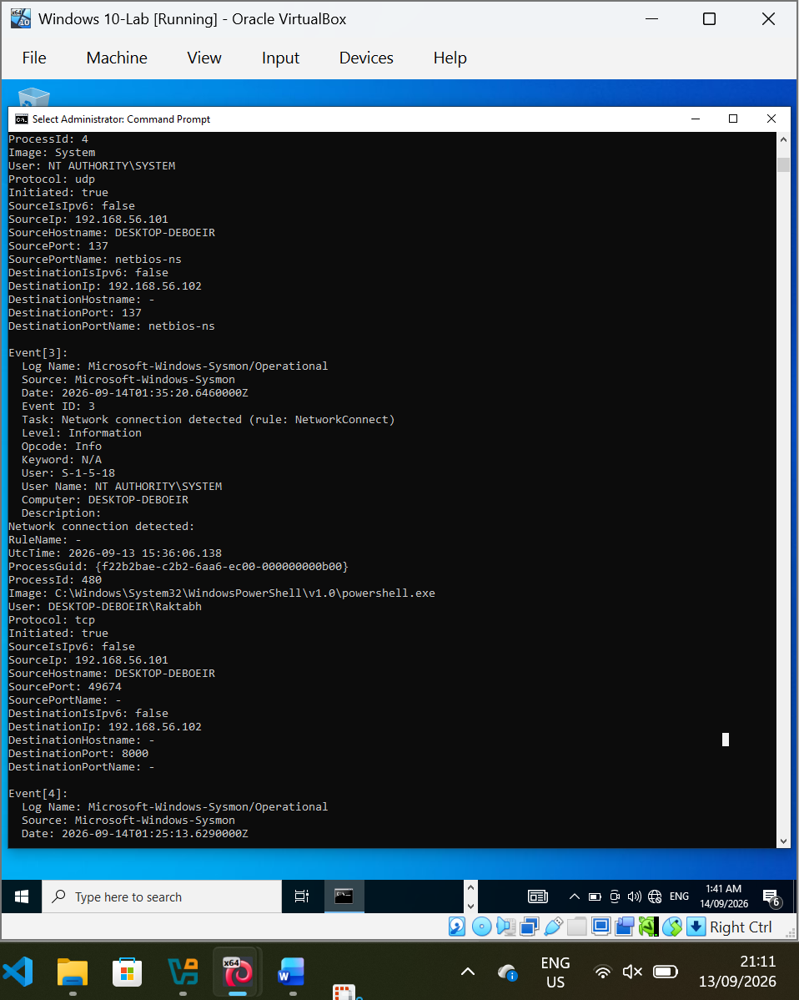 Windows 10-Lab [Running] - Oracle VirtualBox
File Machine View Input Devices Help
Select Administrator: Command Prompt
ProcessId: 4
Image: System
User: NT AUTHORITY\SYSTEM
Protocol: udp
Initiated: true
SourceIsIpv6: false
SourceIp: 192.168.56.101
SourceHostname: DESKTOP-DEBOEIR
SourcePort: 137
SourcePortName: netbios-ns
DestinationIsIpv6: false
DestinationIp: 192.168.56.102
DestinationHostname: -
DestinationPort: 137
DestinationPortName: netbios-ns
Event[3]:
Log Name: Microsoft-Windows-Sysmon/Operational
Source: Microsoft-Windows-Sysmon
Date: 2026-09-14T01:35:20.6460000Z
Event ID: 3
Task: Network connection detected (rule: NetworkConnect)
Level: Information
Opcode: Info
Keyword: N/A
User: S-1-5-18
User Name: NT AUTHORITY\SYSTEM
Computer: DESKTOP-DEBOEIR
Description:
Network connection detected:
RuleName: -
UtcTime: 2026-09-13 15:36:06.138
ProcessGuid: {f22b2bae-c2b2-6aa6-ec00-000000000b00}
ProcessId: 480
Image: C:\Windows\System32\WindowsPowerShell\v1.0\powershell.exe
User: DESKTOP-DEBOEIR\Raktabh
Protocol: tcp
Initiated: true
SourceIsIpv6: false
SourceIp: 192.168.56.101
SourceHostname: DESKTOP-DEBOEIR
SourcePort: 49674
SourcePortName: -
DestinationIsIpv6: false
DestinationIp: 192.168.56.102
DestinationHostname: -
DestinationPort: 8000
DestinationPortName: -
Event[4]:
Log Name: Microsoft-Windows-Sysmon/Operational
Source: Microsoft-Windows-Sysmon
Date: 2026-09-14T01:25:13.6290000Z
Type here to search
ENG
1:41 AM
14/09/2026
6
Right Ctrl
x64
W
ENG
US
21:11
13/09/2026